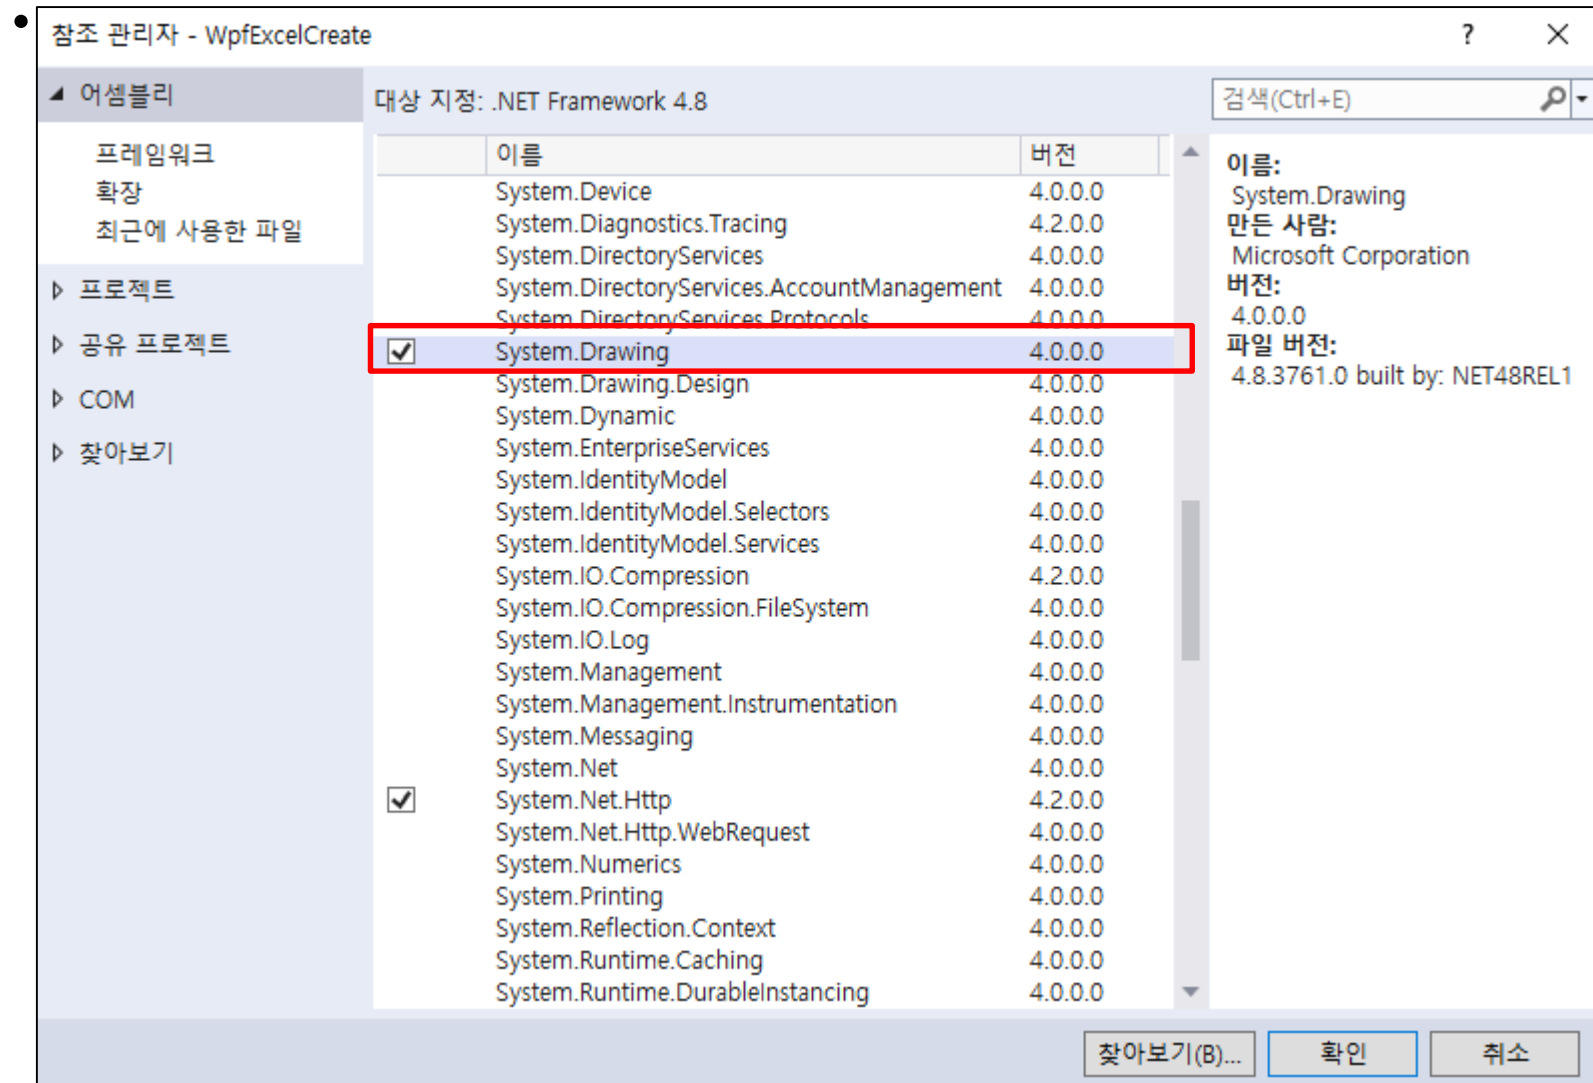 참조 관리자 - WpfExcelCreate
?
어셈블리
프레임워크
확장
최근에 사용한 파일
프로젝트
공유 프로젝트
COM
찾아보기
대상 지정: .NET Framework 4.8
검색(Ctrl+E)
이름 버전
System.Device 4.0.0.0
System.Diagnostics.Tracing 4.2.0.0
System.DirectoryServices 4.0.0.0
System.DirectoryServices.AccountManagement 4.0.0.0
System.DirectoryServices.Protocols 4.0.0.0
System.Drawing 4.0.0.0
System.Drawing.Design 4.0.0.0
System.Dynamic 4.0.0.0
System.EnterpriseServices 4.0.0.0
System.IdentityModel 4.0.0.0
System.IdentityModel.Selectors 4.0.0.0
System.IdentityModel.Services 4.0.0.0
System.IO.Compression 4.2.0.0
System.IO.Compression.FileSystem 4.0.0.0
System.IO.Log 4.0.0.0
System.Management 4.0.0.0
System.Management.Instrumentation 4.0.0.0
System.Messaging 4.0.0.0
System.Net 4.0.0.0
System.Net.Http 4.2.0.0
System.Net.Http.WebRequest 4.0.0.0
System.Numerics 4.0.0.0
System.Printing 4.0.0.0
System.Reflection.Context 4.0.0.0
System.Runtime.Caching 4.0.0.0
System.Runtime.DurableInstancing 4.0.0.0
이름:
System.Drawing
만든 사람:
Microsoft Corporation
버전:
4.0.0.0
파일 버전:
4.8.3761.0 built by: NET48REL1
찾아보기(B)... 확인 취소